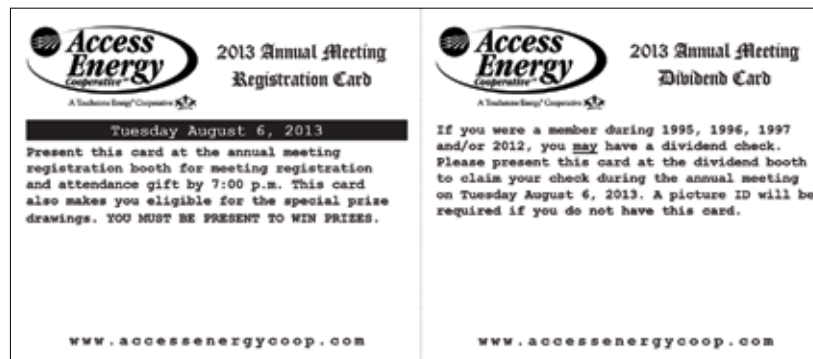 Access
Energy
Cooperative
A Touchstone Energy® Cooperative
2013 Annual Meeting
Registration Card
Tuesday August 6, 2013
Present this card at the annual meeting
registration booth for meeting registration
and attendance gift by 7:00 p.m. This card
also makes you eligible for the special prize
drawings. YOU MUST BE PRESENT TO WIN PRIZES.
www.accessenergycoop.com
Access
Energy
Cooperative
A Touchstone Energy® Cooperative
2013 Annual Meeting
Dividend Card
If you were a member during 1995, 1996, 1997
and/or 2012, you may have a dividend check.
Please present this card at the dividend booth
to claim your check during the annual meeting
on Tuesday August 6, 2013. A picture ID will be
required if you do not have this card.
www.accessenergycoop.com